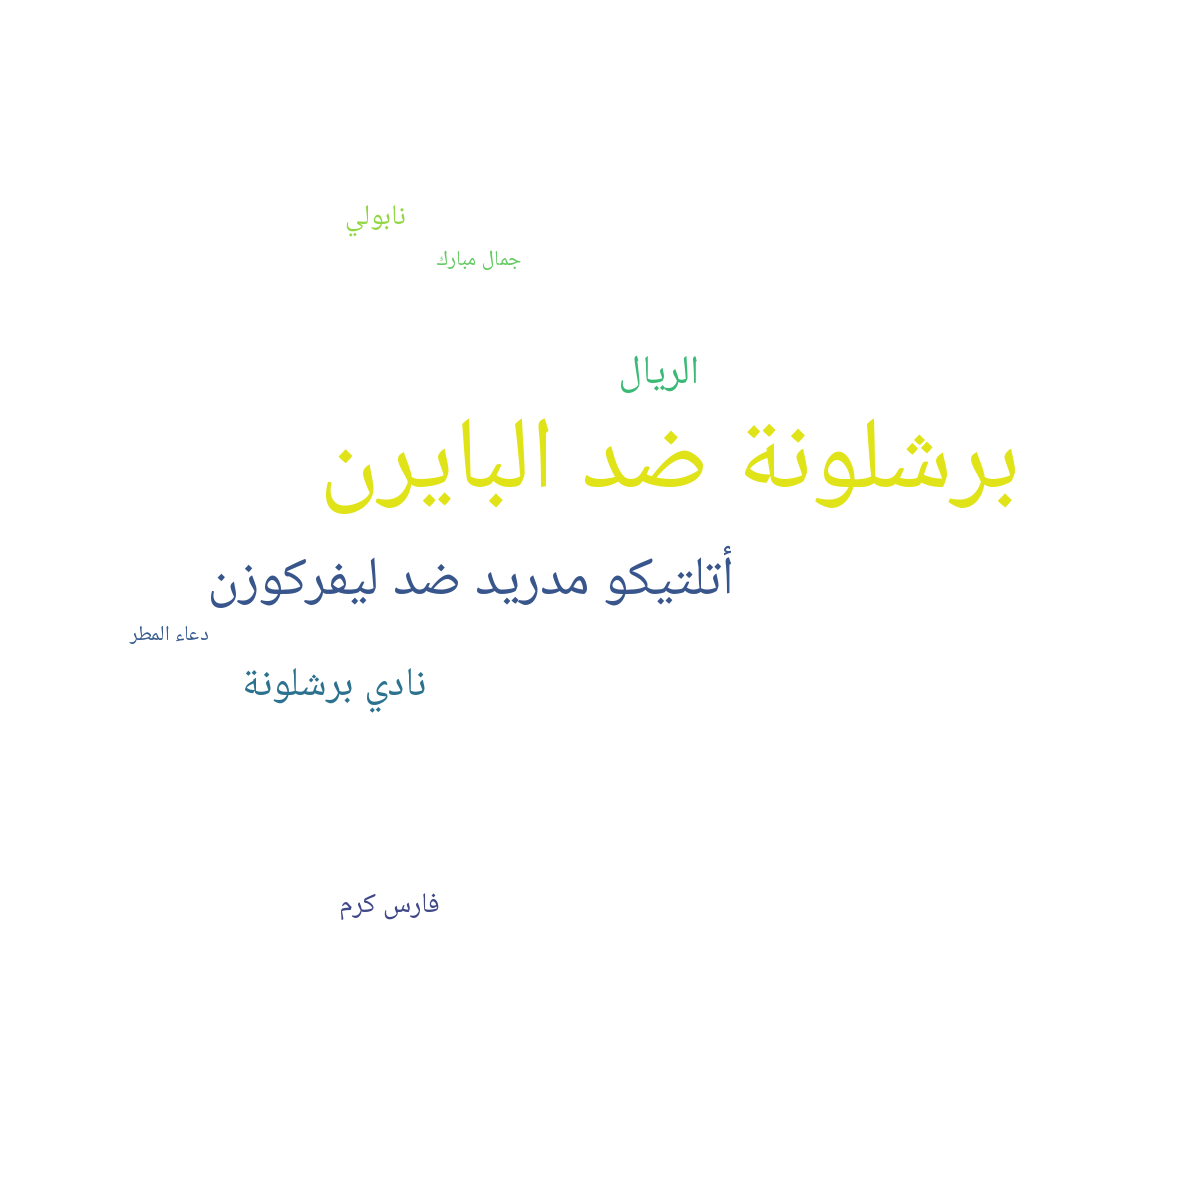 نابولي
جمال مبارك
الريال
برشلونة ضد البايرن
أتلتيكو مدريد ضد ليفركوزن
دعاء المطر
نادي برشلونة
فارس كرم